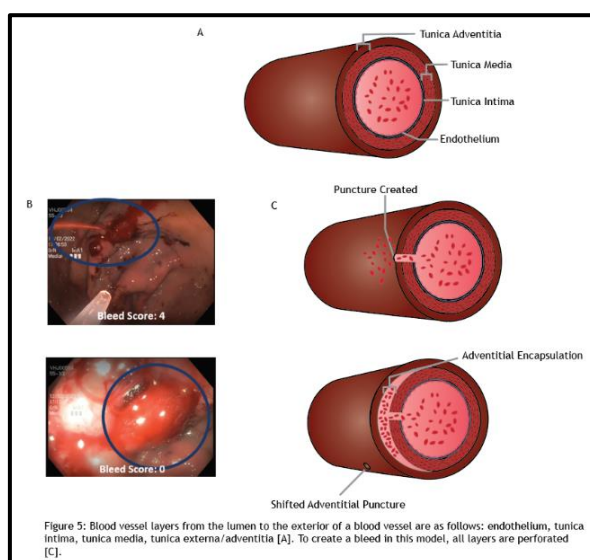 A
Tunica Adventitia
Tunica Media
Tunica Intima
Endothelium
B
Bleed Score: 4
Bleed Score: 0
C
Puncture Created
Adventitial Encapsulation
Shifted Adventitial Puncture
Figure 5: Blood vessel layers from the lumen to the exterior of a blood vessel are as follows: endothelium, tunica
intima, tunica media, tunica externa/adventitia [A]. To create a bleed in this model, all layers are perforated
[C].